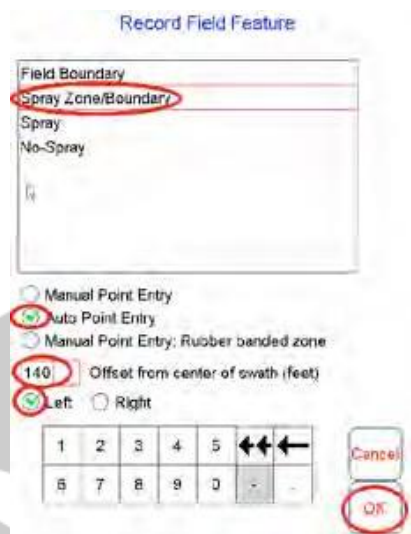 Record Field Feature
Field Boundary
Spray Zone/Boundary
Spray
No-Spray
Manual Point Entry
Auto Point Entry
Manual Point Entry: Rubber banded zone
140 Offset from center of swath (feet)
Left Right
1 2 3 4 5
6 7 8 9 0 - .
Cancel
OK